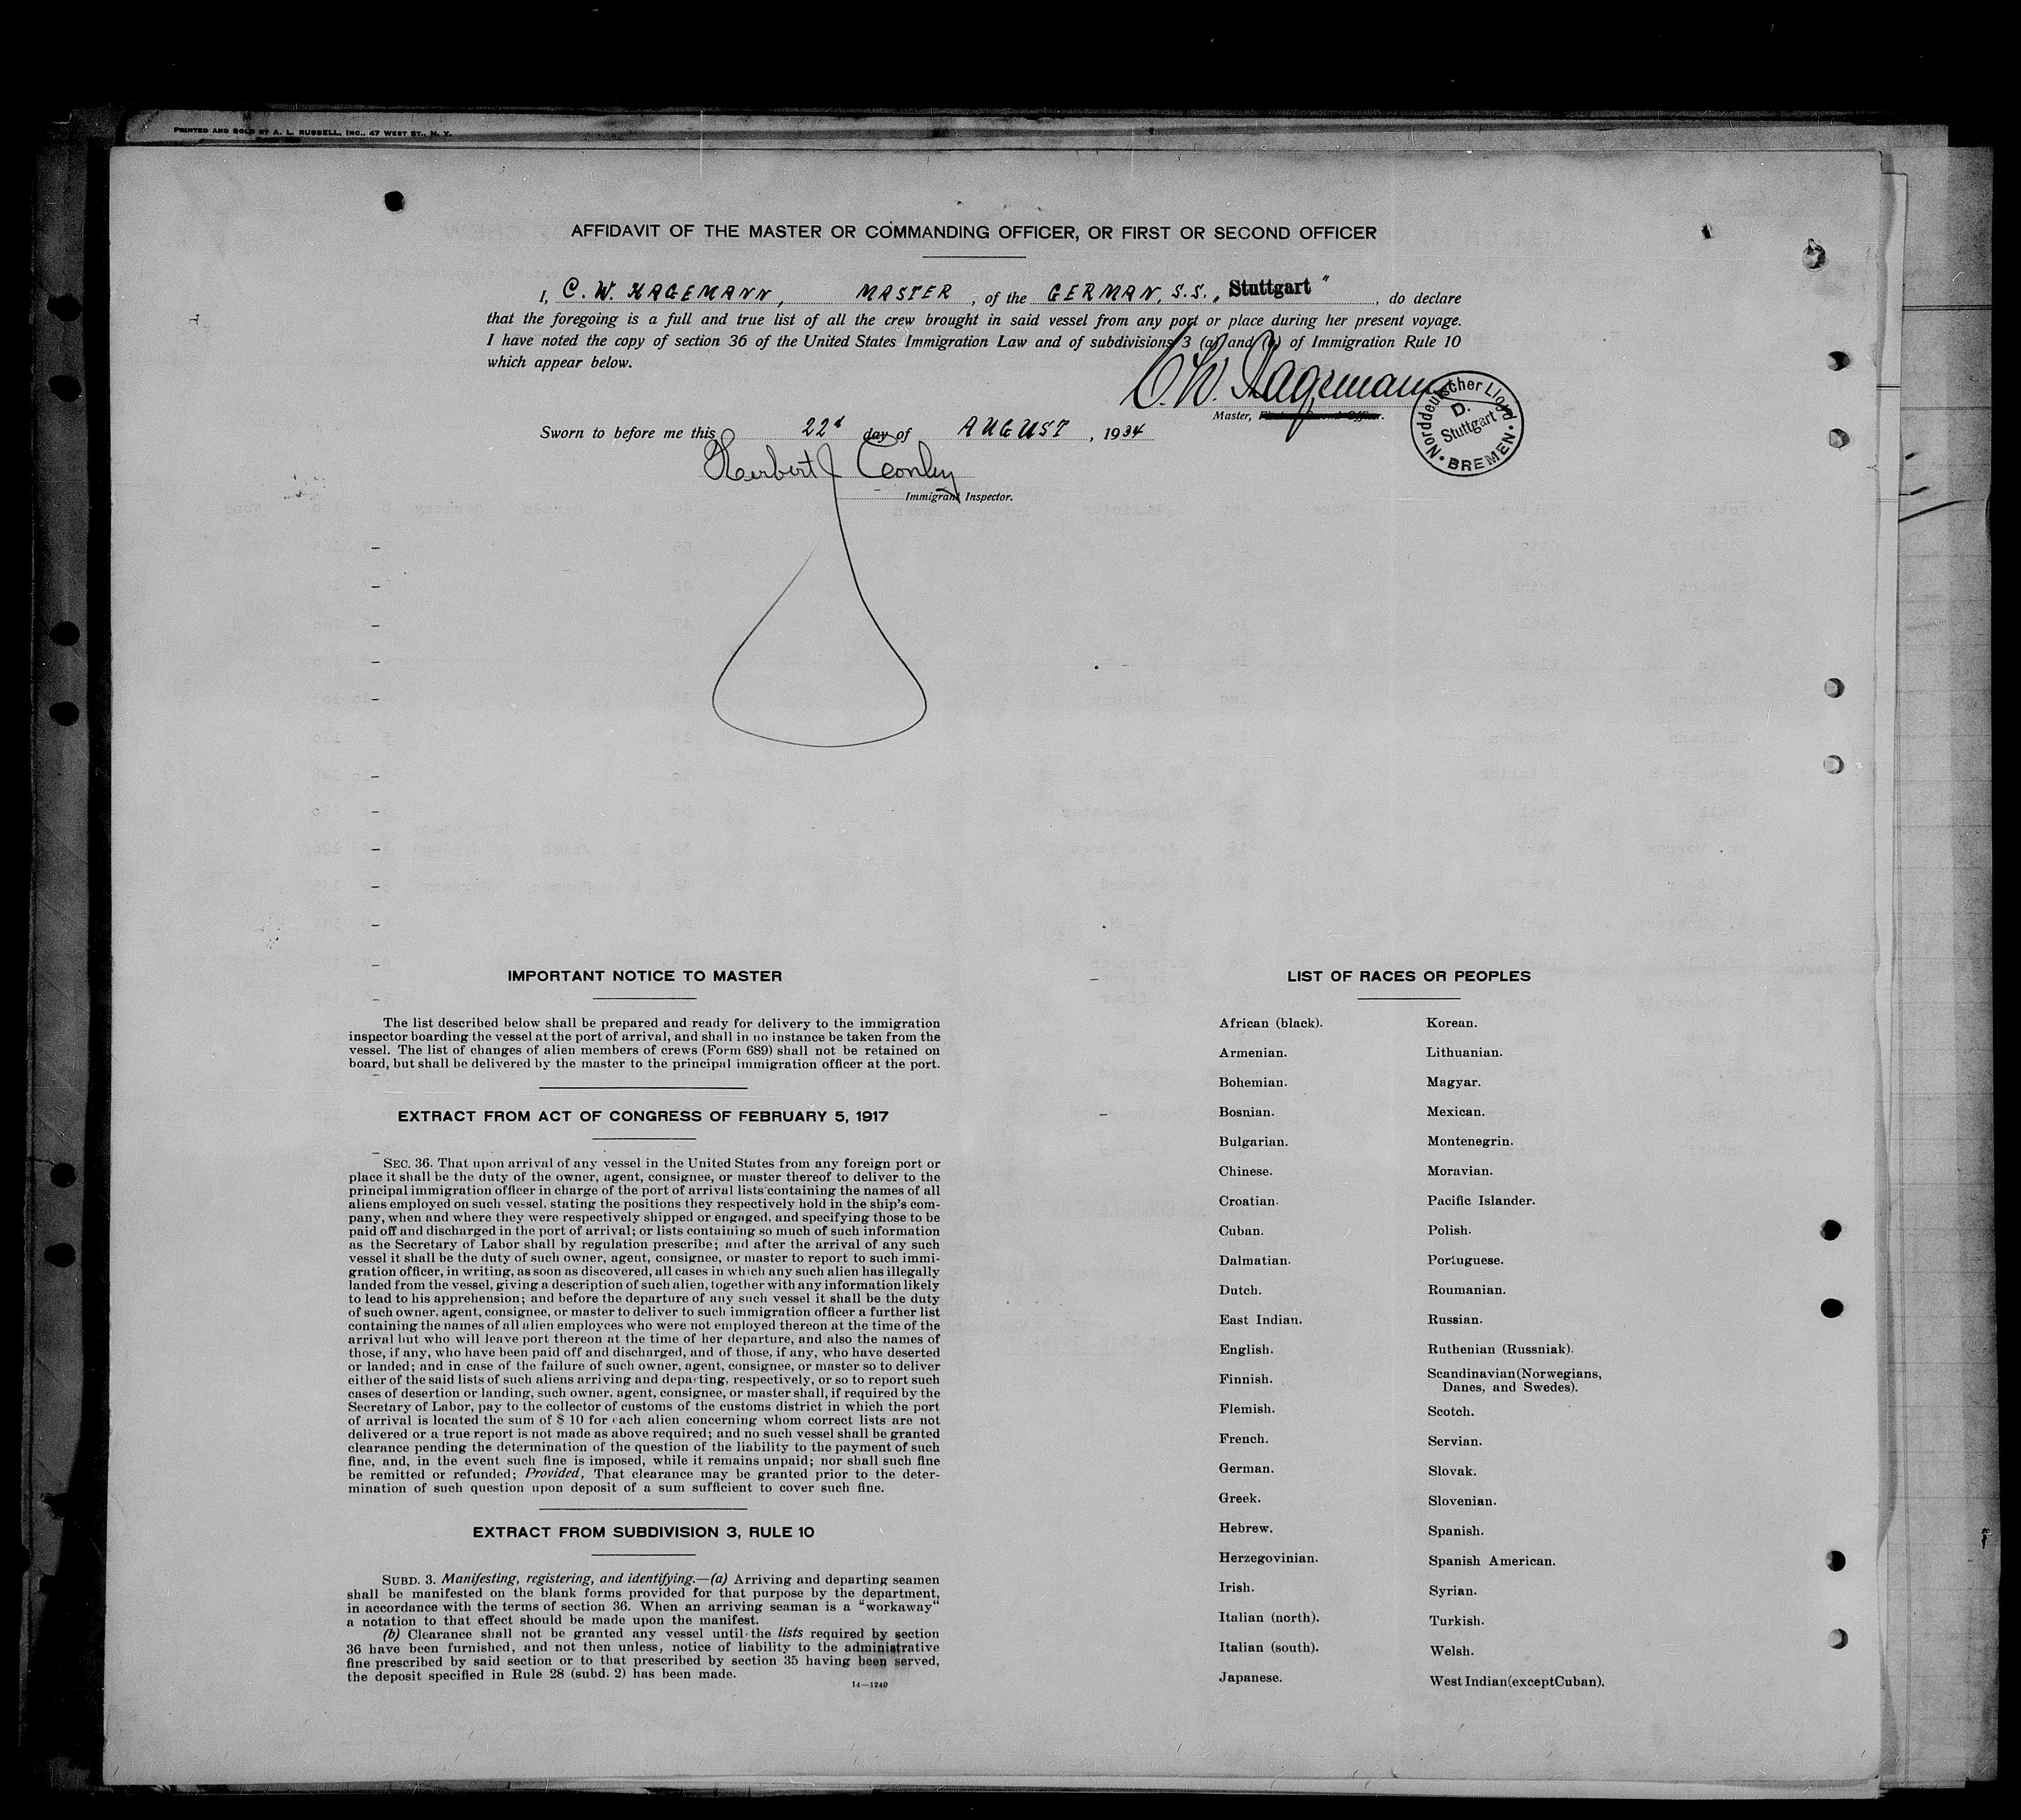 PRINTED AND SOLD BY A. L. RUSSELL, INC., 47 WEST ST., N. Y.
AFFIDAVIT OF THE MASTER OR COMMANDING OFFICER, OR FIRST OR SECOND OFFICER
I, C. W. HAGEMANN, MASTER, of the GERMAN, S.S. „Stuttgart", do declare
that the foregoing is a full and true list of all the crew brought in said vessel from any port or place during her present voyage.
I have noted the copy of section 36 of the United States Immigration Law and of subdivisions 3 (a) and (b) of Immigration Rule 10
which appear below.
C. W. Hagemann
Master, First or Second Officer.
Norddeutscher Lloyd
D.
Stuttgart
BREMEN
Sworn to before me this 22d day of AUGUST, 1934
Herbert J Conley
Immigrant Inspector.
IMPORTANT NOTICE TO MASTER
The list described below shall be prepared and ready for delivery to the immigration
inspector boarding the vessel at the port of arrival, and shall in no instance be taken from the
vessel. The list of changes of alien members of crews (Form 689) shall not be retained on
board, but shall be delivered by the master to the principal immigration officer at the port.
EXTRACT FROM ACT OF CONGRESS OF FEBRUARY 5, 1917
SEC. 36. That upon arrival of any vessel in the United States from any foreign port or
place it shall be the duty of the owner, agent, consignee, or master thereof to deliver to the
principal immigration officer in charge of the port of arrival lists containing the names of all
aliens employed on such vessel, stating the positions they respectively hold in the ship's com-
pany, when and where they were respectively shipped or engaged, and specifying those to be
paid off and discharged in the port of arrival; or lists containing so much of such information
as the Secretary of Labor shall by regulation prescribe; and after the arrival of any such
vessel it shall be the duty of such owner, agent, consignee, or master to report to such immi-
gration officer, in writing, as soon as discovered, all cases in which any such alien has illegally
landed from the vessel, giving a description of such alien, together with any information likely
to lead to his apprehension; and before the departure of any such vessel it shall be the duty
of such owner, agent, consignee, or master to deliver to such immigration officer a further list
containing the names of all alien employees who were not employed thereon at the time of the
arrival but who will leave port thereon at the time of her departure, and also the names of
those, if any, who have been paid off and discharged, and of those, if any, who have deserted
or landed; and in case of the failure of such owner, agent, consignee, or master so to deliver
either of the said lists of such aliens arriving and departing, respectively, or so to report such
cases of desertion or landing, such owner, agent, consignee, or master shall, if required by the
Secretary of Labor, pay to the collector of customs of the customs district in which the port
of arrival is located the sum of $ 10 for each alien concerning whom correct lists are not
delivered or a true report is not made as above required; and no such vessel shall be granted
clearance pending the determination of the question of the liability to the payment of such
fine, and, in the event such fine is imposed, while it remains unpaid; nor shall such fine
be remitted or refunded; Provided, That clearance may be granted prior to the deter-
mination of such question upon deposit of a sum sufficient to cover such fine.
EXTRACT FROM SUBDIVISION 3, RULE 10
SUBD. 3. Manifesting, registering, and identifying.—(a) Arriving and departing seamen
shall be manifested on the blank forms provided for that purpose by the department,
in accordance with the terms of section 36. When an arriving seaman is a “workaway“
a notation to that effect should be made upon the manifest.
(b) Clearance shall not be granted any vessel until the lists required by section
36 have been furnished, and not then unless, notice of liability to the administrative
fine prescribed by said section or to that prescribed by section 35 having been served,
the deposit specified in Rule 28 (subd. 2) has been made.
14—1240
LIST OF RACES OR PEOPLES
African (black).
Armenian.
Bohemian.
Bosnian.
Bulgarian.
Chinese.
Croatian.
Cuban.
Dalmatian.
Dutch.
East Indian.
English.
Finnish.
Flemish.
French.
German.
Greek.
Hebrew.
Herzegovinian.
Irish.
Italian (north).
Italian (south).
Japanese.
Korean.
Lithuanian.
Magyar.
Mexican.
Montenegrin.
Moravian.
Pacific Islander.
Polish.
Portuguese.
Roumanian.
Russian.
Ruthenian (Russniak).
Scandinavian(Norwegians,
Danes, and Swedes).
Scotch.
Servian.
Slovak.
Slovenian.
Spanish.
Spanish American.
Syrian.
Turkish.
Welsh.
West Indian(exceptCuban).